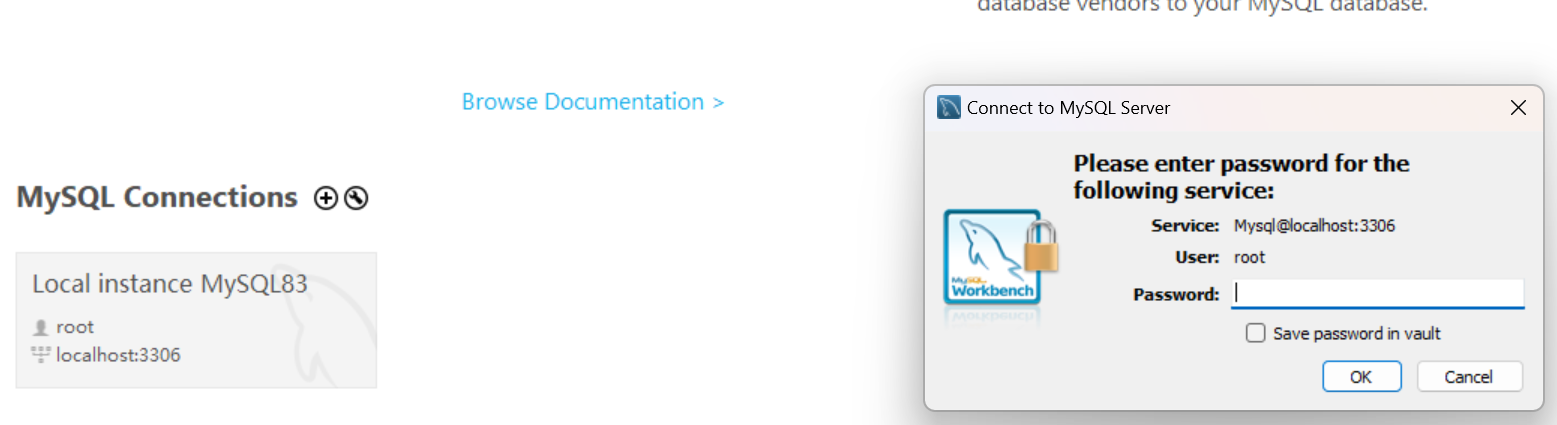 database vendors to your MySQL database.
Browse Documentation >
MySQL Connections
Local instance MySQL83
root
localhost:3306
Connect to MySQL Server
Please enter password for the
following service:
Service: Mysql@localhost:3306
User: root
Password:
MySQL
Workbench
Save password in vault
OK Cancel